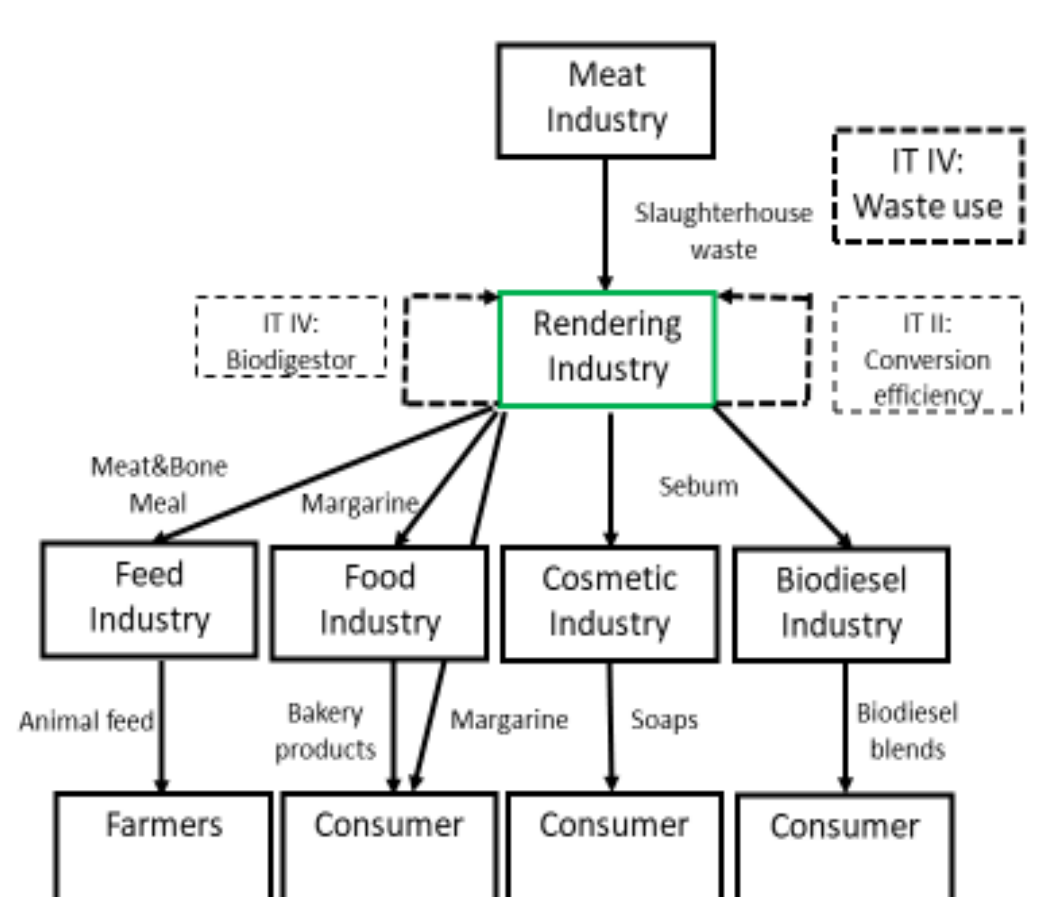 Meat
Industry
IT IV:
Waste use
Slaughterhouse
waste
IT IV:
Biodigestor
Rendering
Industry
IT II:
Conversion
efficiency
Meat&Bone
Meal
Margarine
Sebum
Feed
Industry
Food
Industry
Cosmetic
Industry
Biodiesel
Industry
Animal feed
Bakery
products
Margarine
Soaps
Biodiesel
blends
Farmers
Consumer
Consumer
Consumer